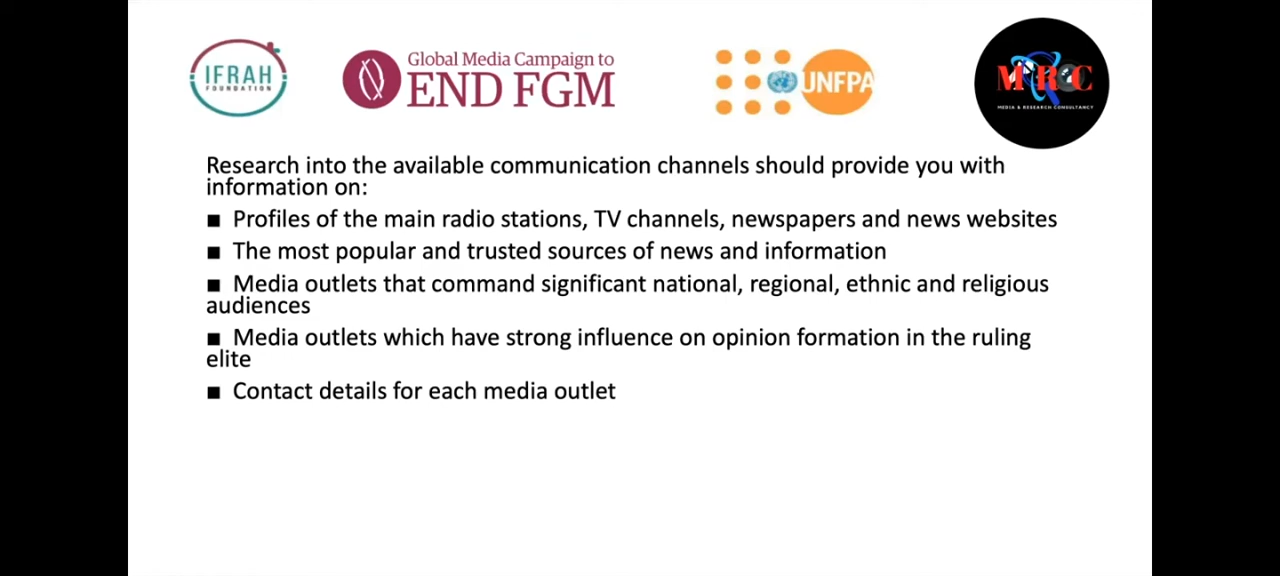 IFRAH
FOUNDATION
Global Media Campaign to
END FGM
UNFPA
MRC
MEDIA & RESEARCH CONSULTANCY
Research into the available communication channels should provide you with
information on:
■ Profiles of the main radio stations, TV channels, newspapers and news websites
■ The most popular and trusted sources of news and information
■ Media outlets that command significant national, regional, ethnic and religious
audiences
■ Media outlets which have strong influence on opinion formation in the ruling
elite
■ Contact details for each media outlet